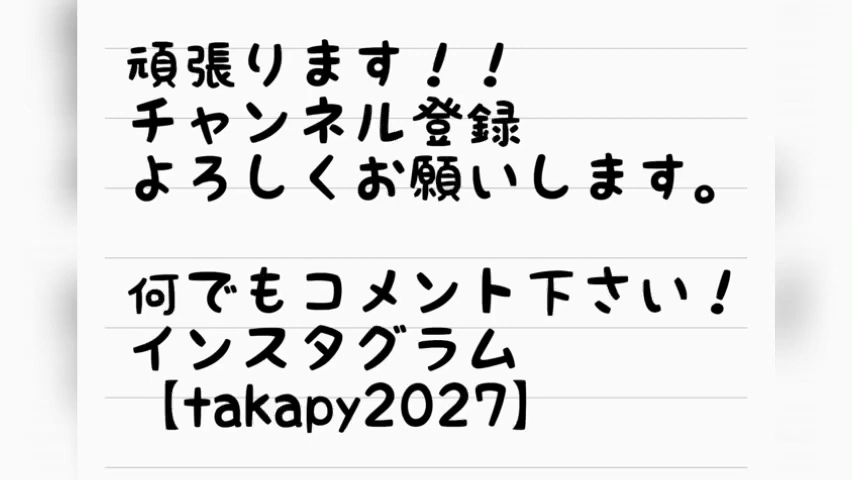 頑張ります！！
チャンネル登録
よろしくお願いします。
何でもコメント下さい！
インスタグラム
【takapy2027】